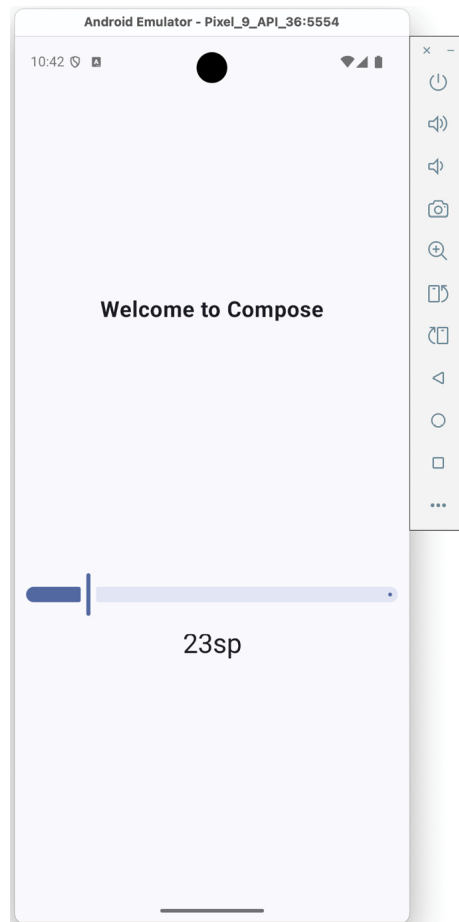 Android Emulator - Pixel_9_API_36:5554
10:42
A
Welcome to Compose
23sp